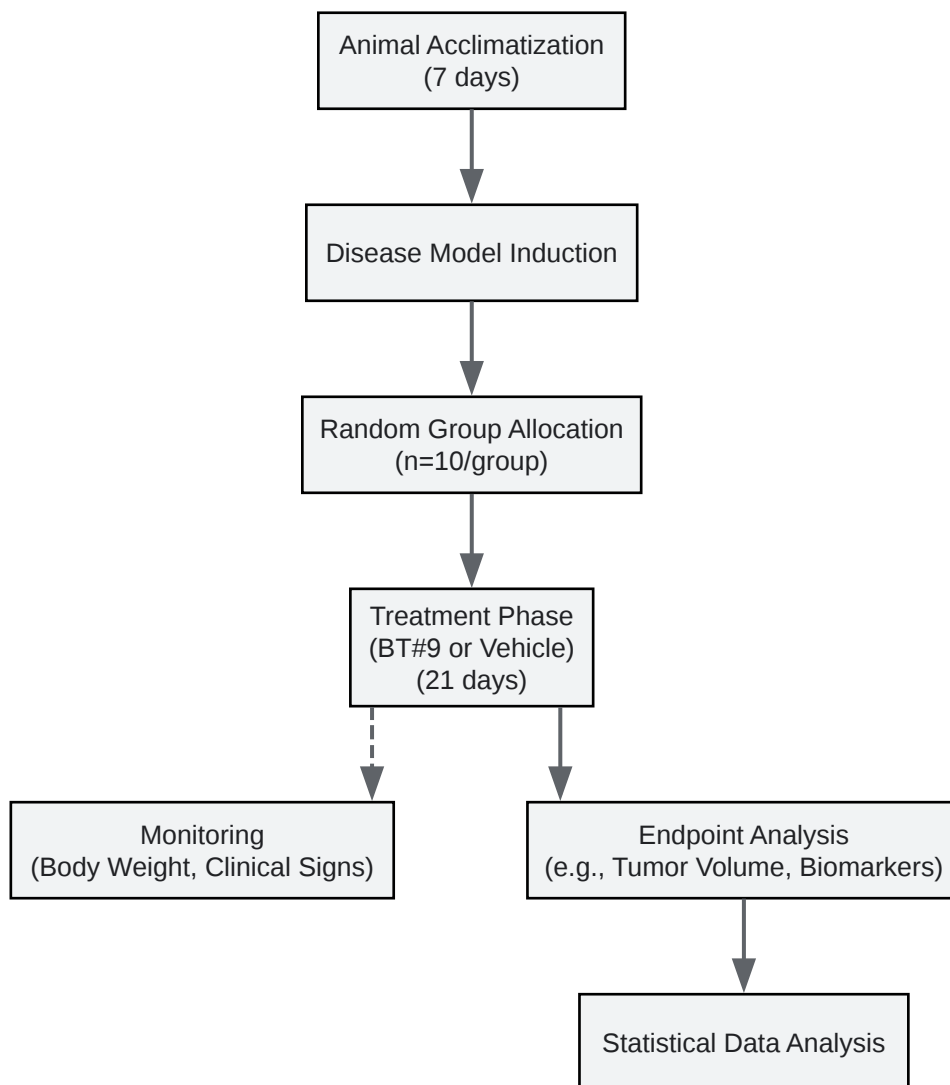 Animal Acclimatization
(7 days)
Disease Model Induction
Random Group Allocation
(n=10/group)
Treatment Phase
(BT#9 or Vehicle)
(21 days)
Monitoring
(Body Weight, Clinical Signs)
Endpoint Analysis
(e.g., Tumor Volume, Biomarkers)
Statistical Data Analysis